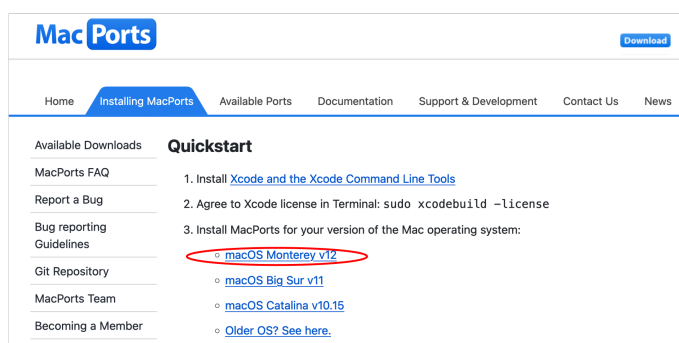 MacPorts
Download
Home Installing MacPorts Available Ports Documentation Support & Development Contact Us News
Available Downloads
MacPorts FAQ
Report a Bug
Bug reporting
Guidelines
Git Repository
MacPorts Team
Becoming a Member
Quickstart
1. Install Xcode and the Xcode Command Line Tools
2. Agree to Xcode license in Terminal: sudo xcodebuild -license
3. Install MacPorts for your version of the Mac operating system:
macOS Monterey v12
macOS Big Sur v11
macOS Catalina v10.15
Older OS? See here.